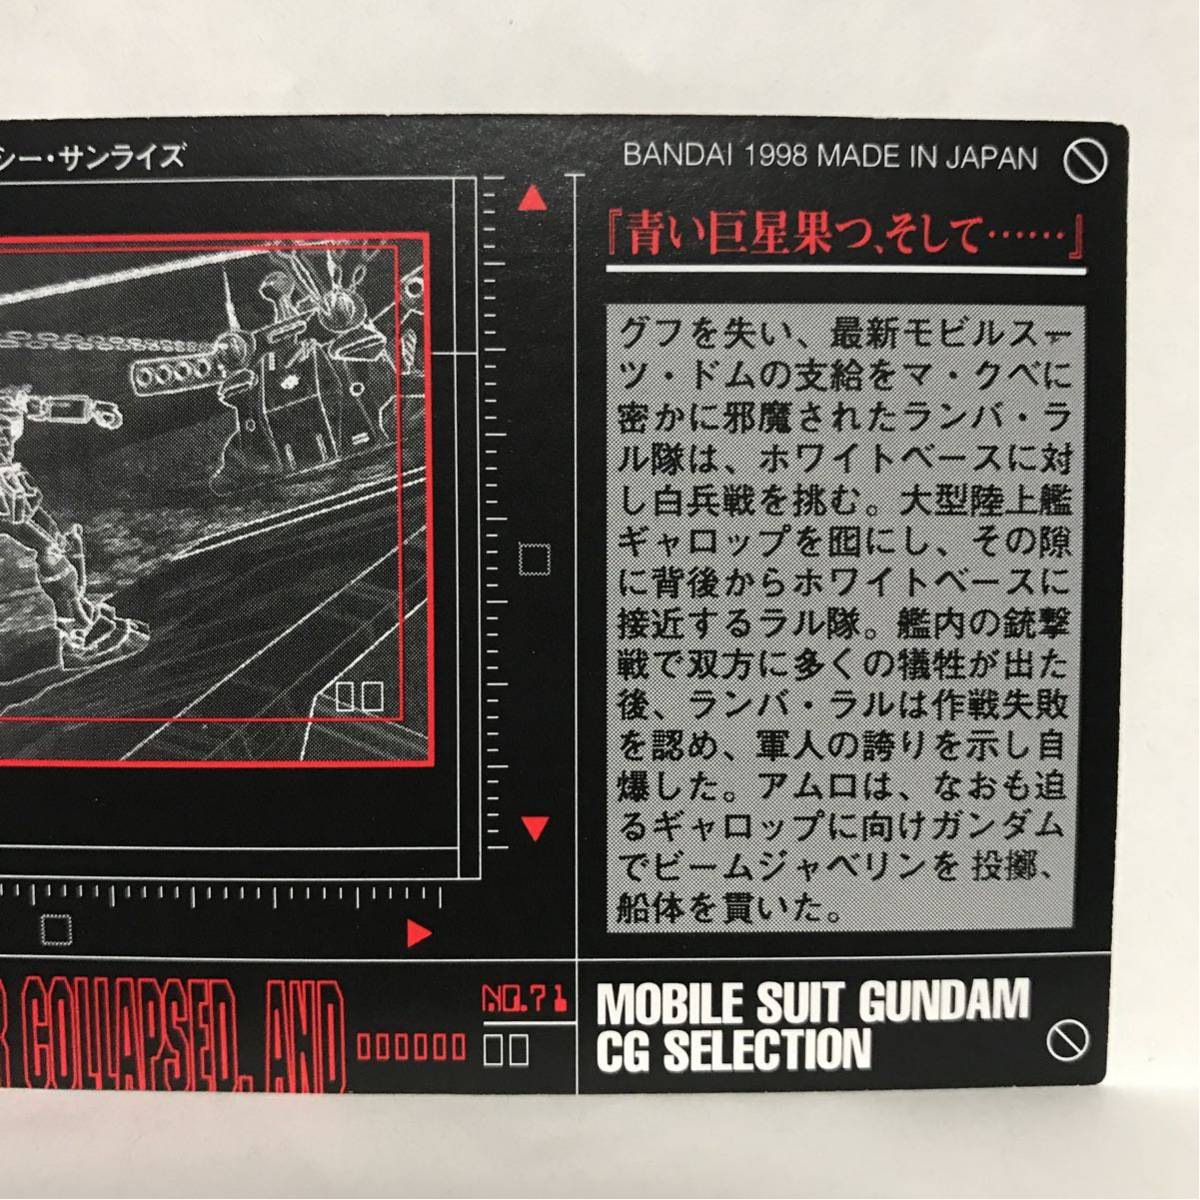 シー・サンライズ
BANDAI 1998 MADE IN JAPAN
『青い巨星果つ、そして……』
グフを失い、最新モビルスー
ツ・ドムの支給をマ・クベに
密かに邪魔されたランバ・ラ
ル隊は、ホワイトベースに対
し白兵戦を挑む。大型陸上艦
ギャロップを囮にし、その隙
に背後からホワイトベースに
接近するラル隊。艦内の銃撃
戦で双方に多くの犠牲が出た
後、ランバ・ラルは作戦失敗
を認め、軍人の誇りを示し自
爆した。アムロは、なおも迫
るギャロップに向けガンダム
でビームジャベリンを投擲、
船体を貫いた。
R COLLAPSED, AND
NO.71
MOBILE SUIT GUNDAM
CG SELECTION